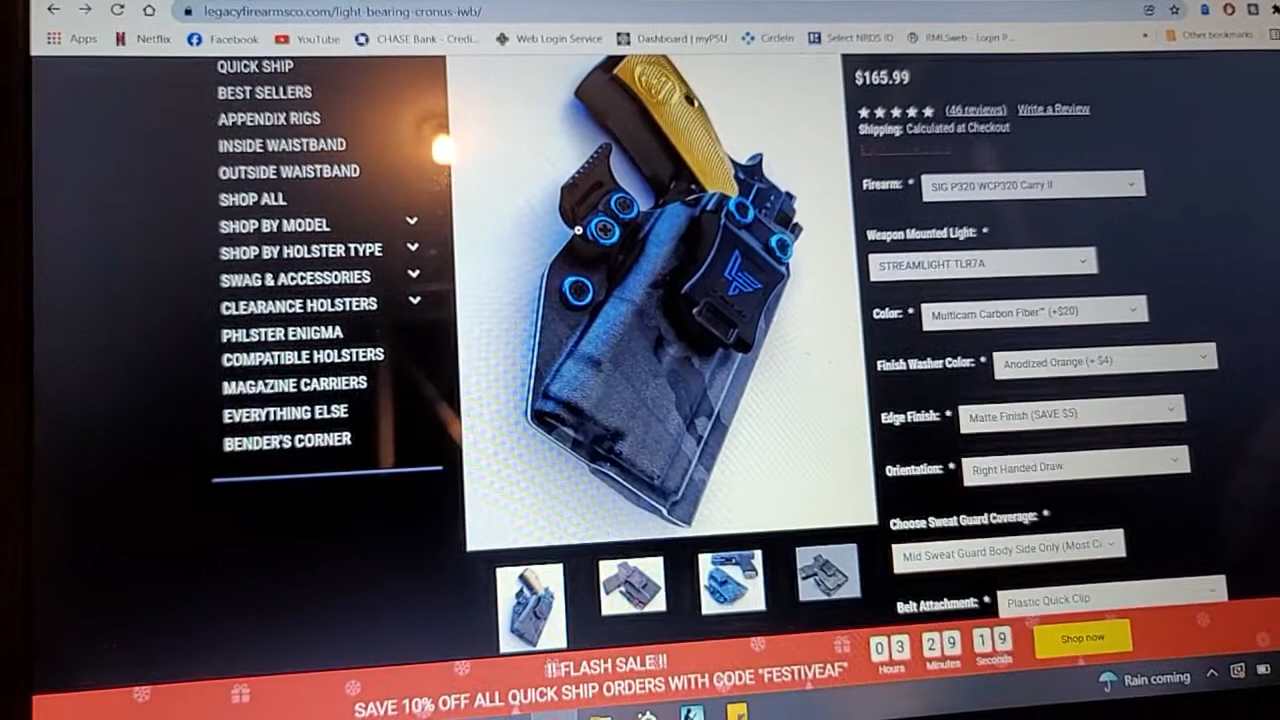 legacyfirearmsco.com/light-bearing-cronus-iwb/
Apps Netflix Facebook YouTube CHASE Bank - Credi... Web Login Service Dashboard | myPSU CircleIn Select NRDS ID RMLSweb - Login P... » Other bookmarks
QUICK SHIP
BEST SELLERS
APPENDIX RIGS
INSIDE WAISTBAND
OUTSIDE WAISTBAND
SHOP ALL
SHOP BY MODEL
SHOP BY HOLSTER TYPE
SWAG & ACCESSORIES
CLEARANCE HOLSTERS
PHLSTER ENIGMA
COMPATIBLE HOLSTERS
MAGAZINE CARRIERS
EVERYTHING ELSE
BENDER'S CORNER
$165.99
(46 reviews) Write a Review
Shipping: Calculated at Checkout
Firearm: * SIG P320 WCP320 Carry II
Weapon Mounted Light: *
STREAMLIGHT TLR7A
Color: * Multicam Carbon Fiber™ (+$20)
Finish Washer Color: * Anodized Orange (+ $4)
Edge Finish: * Matte Finish (SAVE $5)
Orientation: * Right Handed Draw
Choose Sweat Guard Coverage: *
Mid Sweat Guard Body Side Only (Most C
Belt Attachment: * Plastic Quick Clip
!!FLASH SALE!!
SAVE 10% OFF ALL QUICK SHIP ORDERS WITH CODE "FESTIVEAF"
03 29 19
Hours Minutes Seconds
Shop now
Rain coming